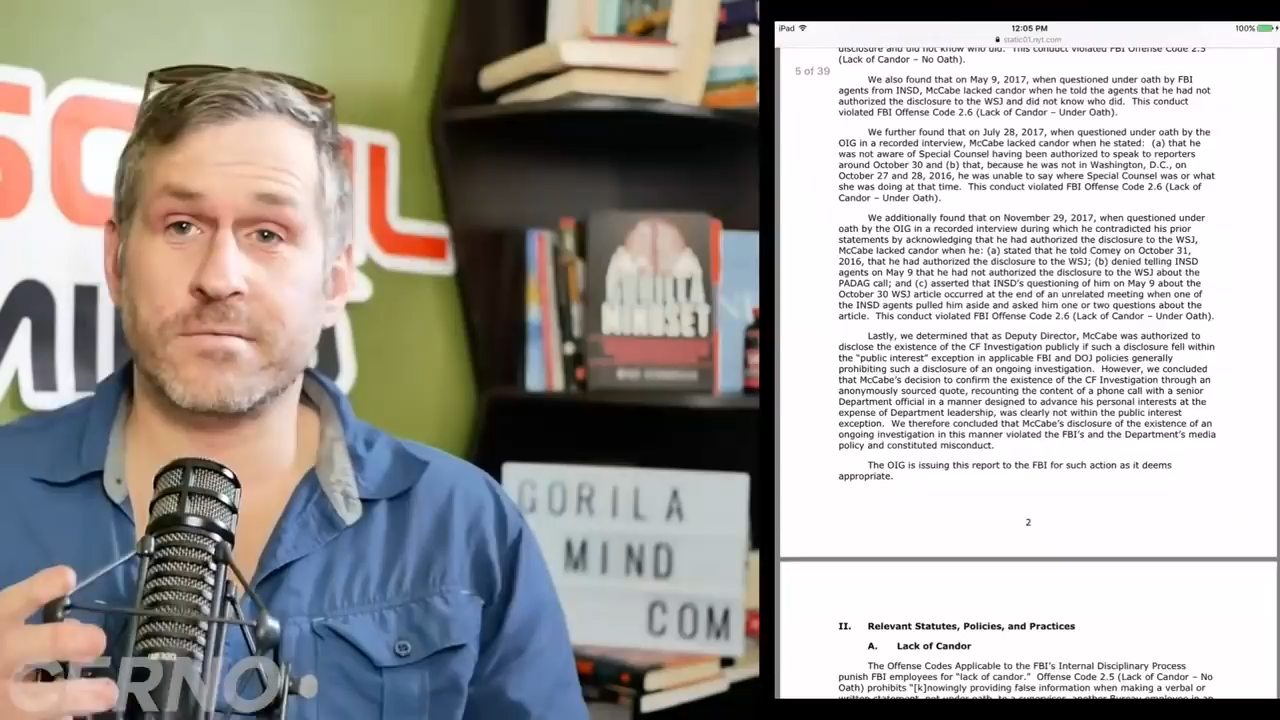 GORILLA
MINDSET
GORILA
MIND
COM
CERNO
iPad
12:05 PM
100%
static01.nyt.com
5 of 39
disclosure and did not know who did. This conduct violated FBI Offense Code 2.5
(Lack of Candor – No Oath).
We also found that on May 9, 2017, when questioned under oath by FBI
agents from INSD, McCabe lacked candor when he told the agents that he had not
authorized the disclosure to the WSJ and did not know who did. This conduct
violated FBI Offense Code 2.6 (Lack of Candor – Under Oath).
We further found that on July 28, 2017, when questioned under oath by the
OIG in a recorded interview, McCabe lacked candor when he stated: (a) that he
was not aware of Special Counsel having been authorized to speak to reporters
around October 30 and (b) that, because he was not in Washington, D.C., on
October 27 and 28, 2016, he was unable to say where Special Counsel was or what
she was doing at that time. This conduct violated FBI Offense Code 2.6 (Lack of
Candor – Under Oath).
We additionally found that on November 29, 2017, when questioned under
oath by the OIG in a recorded interview during which he contradicted his prior
statements by acknowledging that he had authorized the disclosure to the WSJ,
McCabe lacked candor when he: (a) stated that he told Comey on October 31,
2016, that he had authorized the disclosure to the WSJ; (b) denied telling INSD
agents on May 9 that he had not authorized the disclosure to the WSJ about the
PADAG call; and (c) asserted that INSD's questioning of him on May 9 about the
October 30 WSJ article occurred at the end of an unrelated meeting when one of
the INSD agents pulled him aside and asked him one or two questions about the
article. This conduct violated FBI Offense Code 2.6 (Lack of Candor – Under Oath).
Lastly, we determined that as Deputy Director, McCabe was authorized to
disclose the existence of the CF Investigation publicly if such a disclosure fell within
the “public interest” exception in applicable FBI and DOJ policies generally
prohibiting such a disclosure of an ongoing investigation. However, we concluded
that McCabe's decision to confirm the existence of the CF Investigation through an
anonymously sourced quote, recounting the content of a phone call with a senior
Department official in a manner designed to advance his personal interests at the
expense of Department leadership, was clearly not within the public interest
exception. We therefore concluded that McCabe's disclosure of the existence of an
ongoing investigation in this manner violated the FBI's and the Department's media
policy and constituted misconduct.
The OIG is issuing this report to the FBI for such action as it deems
appropriate.
2
II. Relevant Statutes, Policies, and Practices
A. Lack of Candor
The Offense Codes Applicable to the FBI's Internal Disciplinary Process
punish FBI employees for “lack of candor.” Offense Code 2.5 (Lack of Candor – No
Oath) prohibits “[k]nowingly providing false information when making a verbal or
written statement, not under oath, to a supervisor, another Bureau employee in an